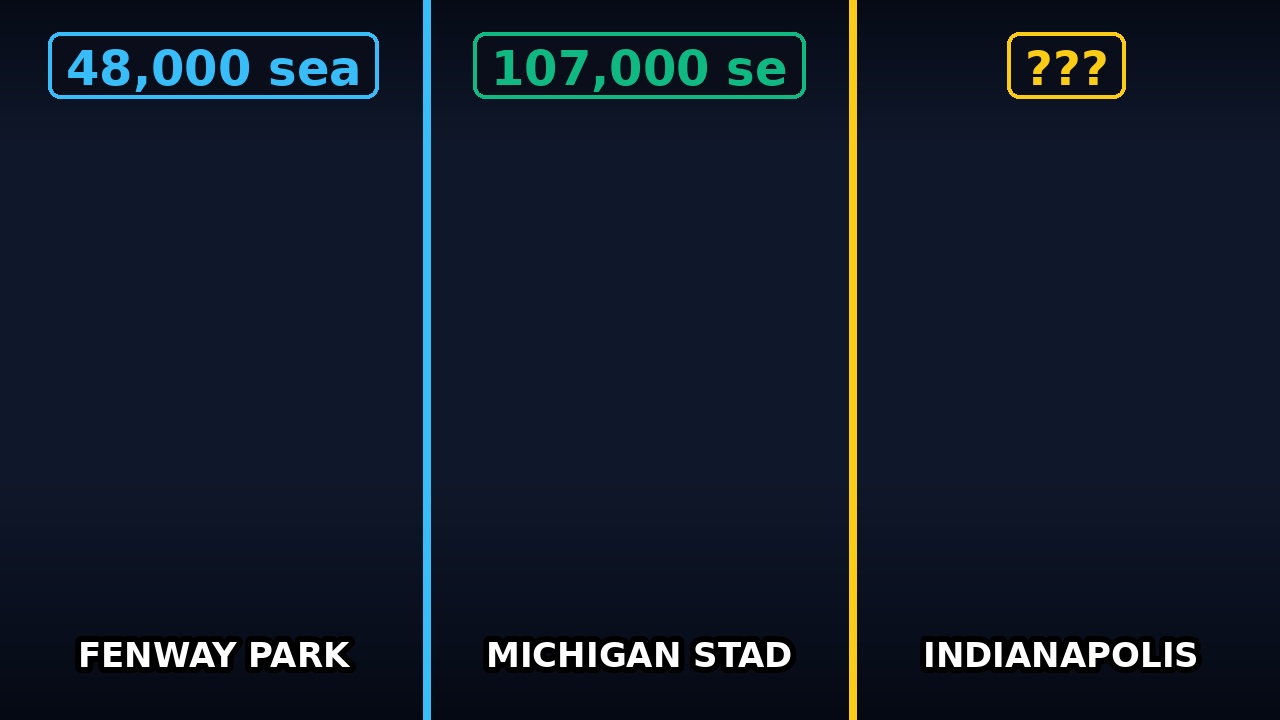 48,000 sea
107,000 se
???
FENWAY PARK
MICHIGAN STAD
INDIANAPOLIS